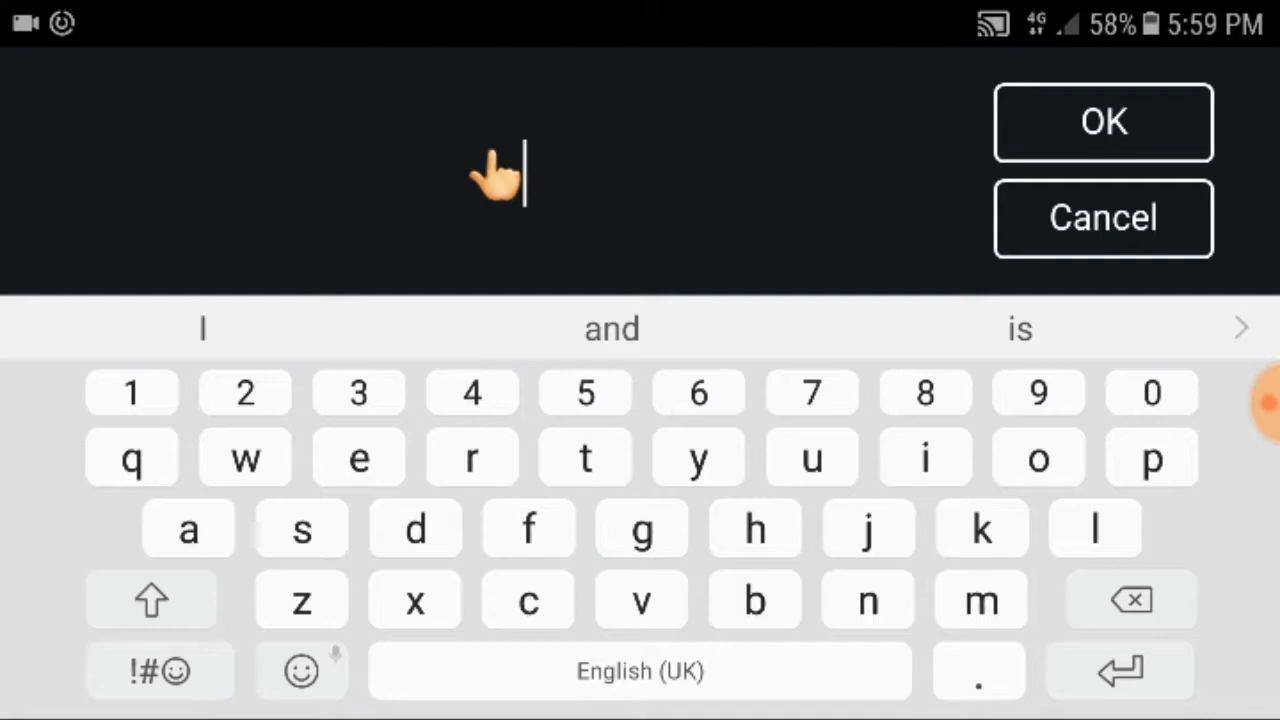 4G 58% 5:59 PM
👆
OK
Cancel
I and is
1 2 3 4 5 6 7 8 9 0
q w e r t y u i o p
a s d f g h j k l
z x c v b n m
!#☺ English (UK) .